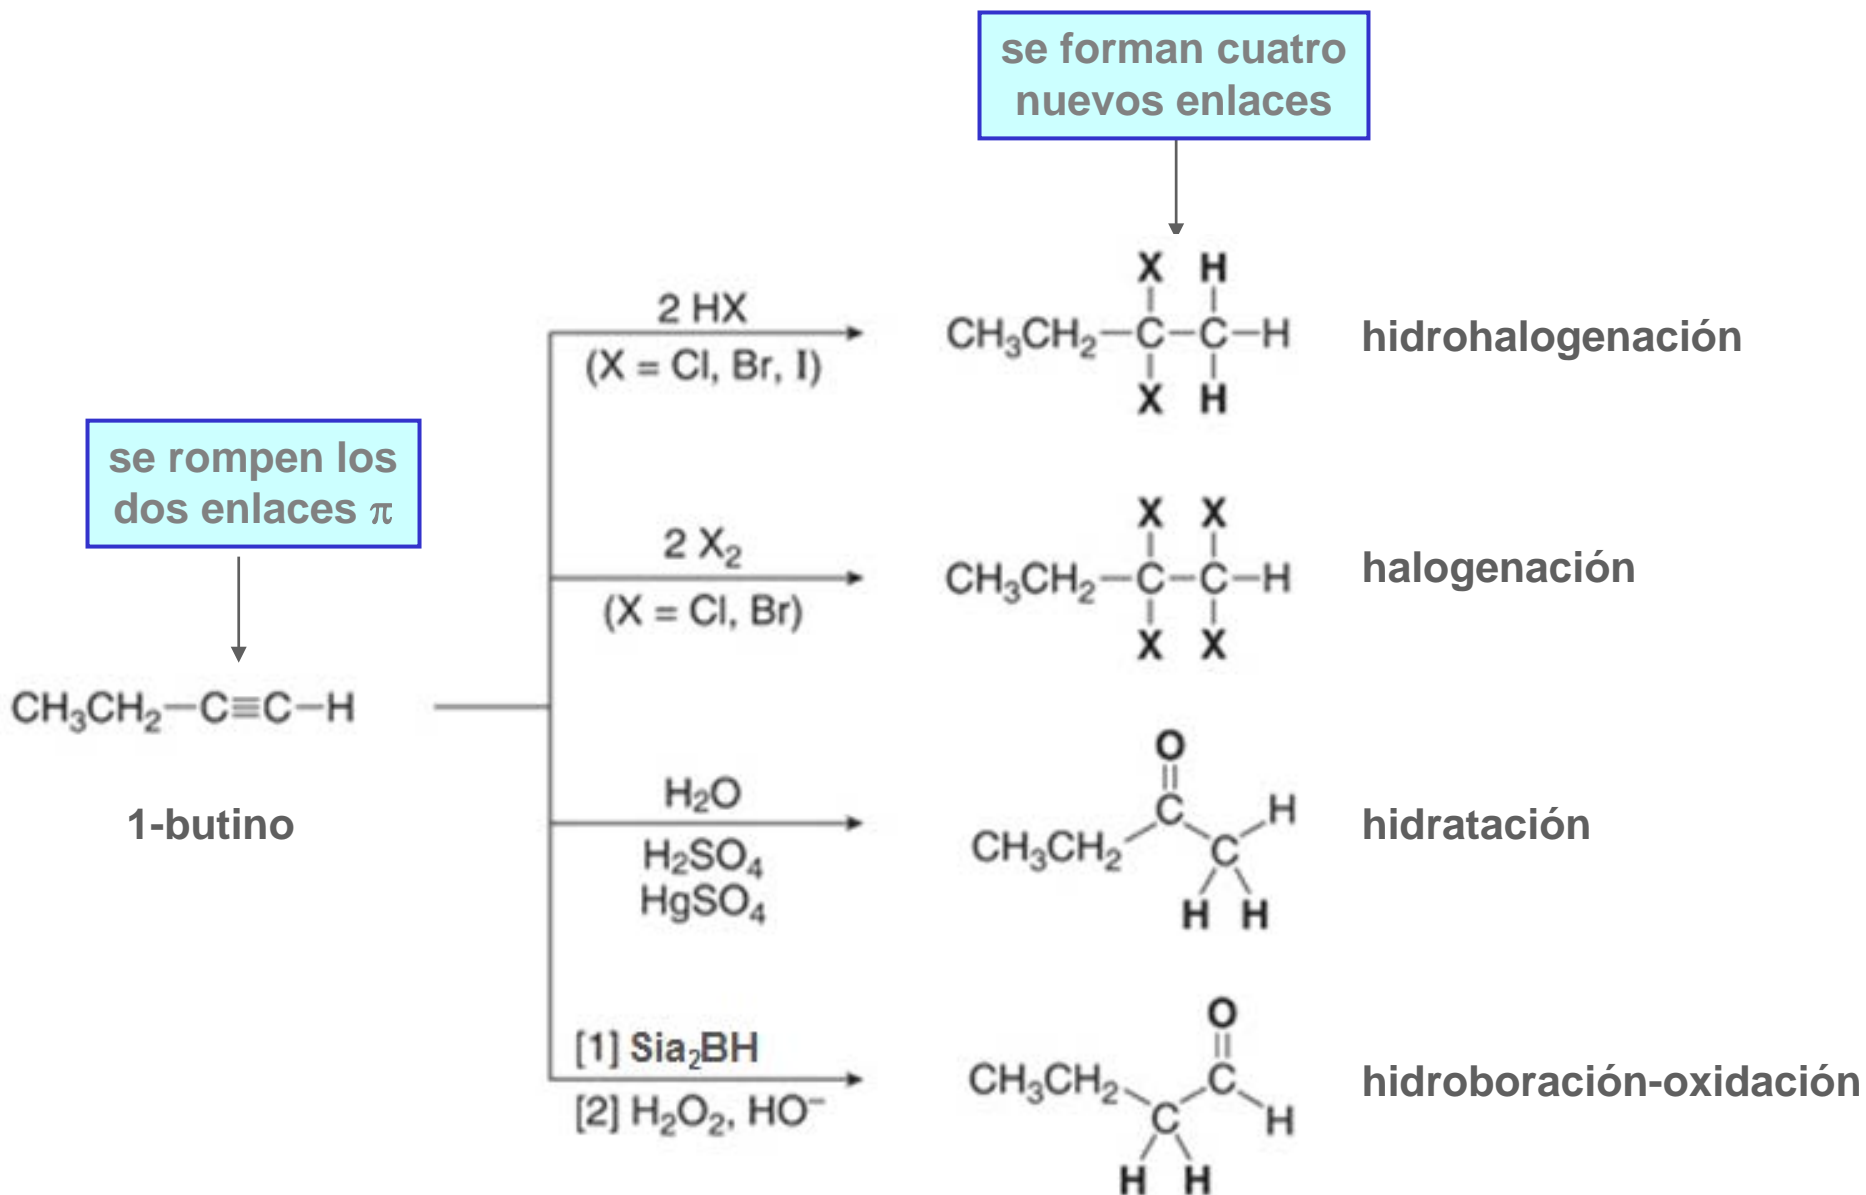 se forman cuatro
nuevos enlaces
X H
2 HX
CH₃CH₂—C—C—H
hidrohalogenación
(X = Cl, Br, I)
X H
se rompen los
dos enlaces π
X X
2 X₂
CH₃CH₂—C—C—H
halogenación
(X = Cl, Br)
X X
CH₃CH₂—C≡C—H
1-butino
O
H₂O
C
H
CH₃CH₂
C
hidratación
H₂SO₄
HgSO₄
H H
O
[1] Sia₂BH
CH₃CH₂
C
hidroboración-oxidación
[2] H₂O₂, HO⁻
C
H
H H